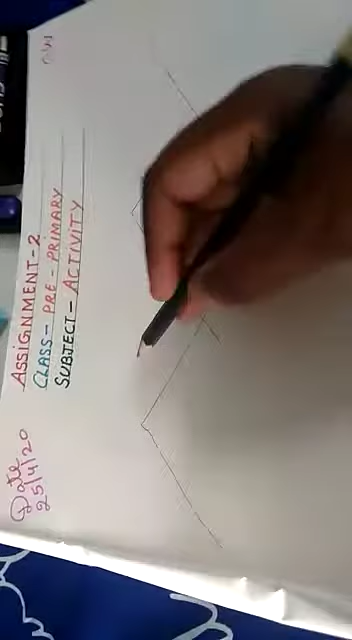 Date
25/4/20
ASSIGNMENT-2
CLASS- PRE-PRIMARY
SUBJECT- ACTIVITY